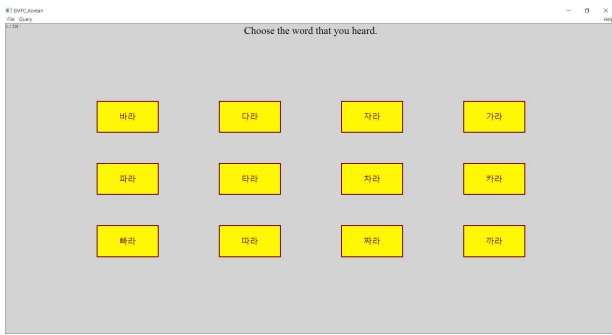 EMFC_Korean
File Query Help
Choose the word that you heard.
바라 다라 자라 가라
파라 타라 차라 카라
빠라 따라 짜라 까라